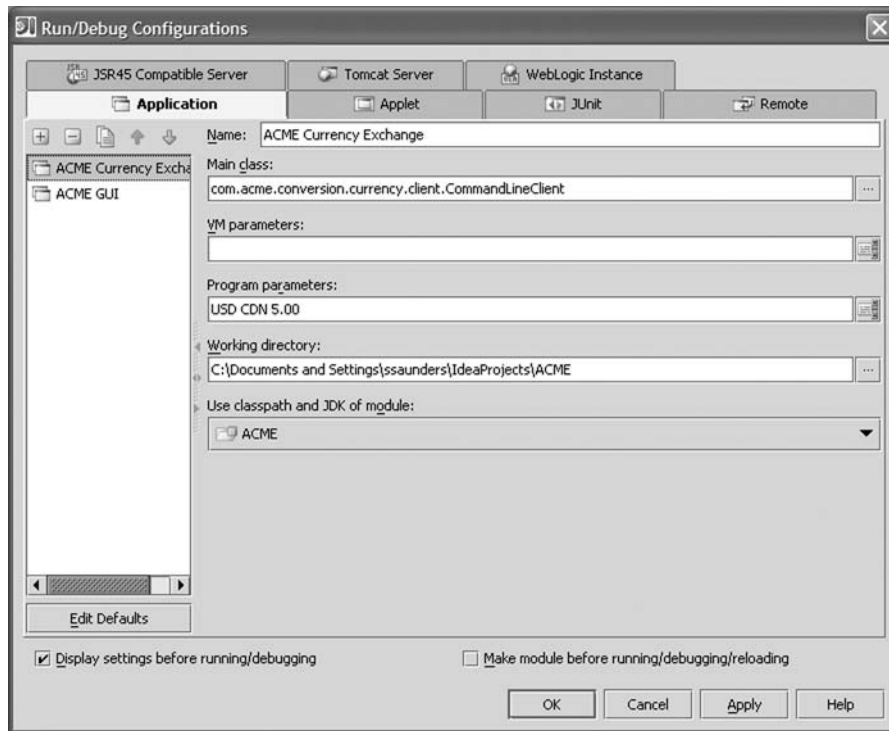 Run/Debug Configurations
JSR45 Compatible Server
Tomcat Server
WebLogic Instance
Application
Applet
JUnit
Remote
Name: ACME Currency Exchange
ACME Currency Excha
ACME GUI
Main class:
com.acme.conversion.currency.client.CommandLineClient
VM parameters:
Program parameters:
USD CDN 5.00
Working directory:
C:\Documents and Settings\ssaunders\IdeaProjects\ACME
Use classpath and JDK of module:
ACME
Edit Defaults
Display settings before running/debugging
Make module before running/debugging/reloading
OK
Cancel
Apply
Help